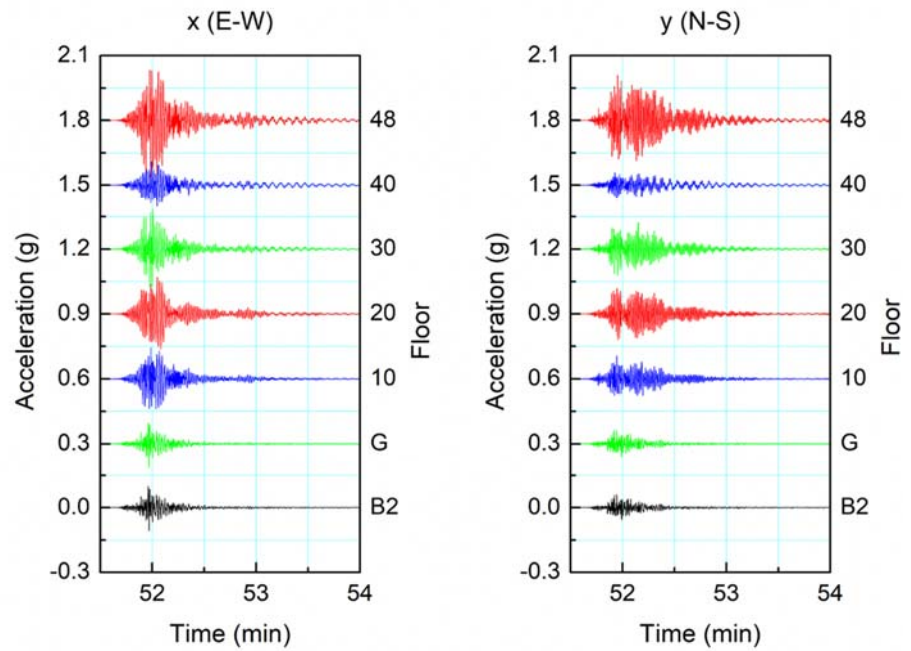 x (E-W)
y (N-S)
2.1
1.8
1.5
1.2
0.9
0.6
0.3
0.0
-0.3
Acceleration (g)
48
40
30
20
10
G
B2
Floor
52
53
54
Time (min)
2.1
1.8
1.5
1.2
0.9
0.6
0.3
0.0
-0.3
Acceleration (g)
48
40
30
20
10
G
B2
Floor
52
53
54
Time (min)